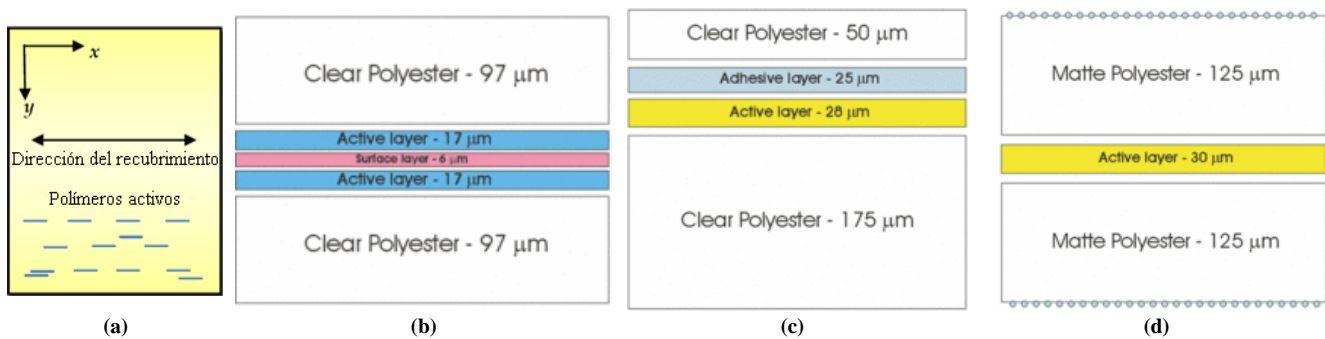 x
y
Dirección del recubrimiento
Polímeros activos
(a)
Clear Polyester - 97 µm
Active layer - 17 µm
Surface layer - 6 µm
Active layer - 17 µm
Clear Polyester - 97 µm
(b)
Clear Polyester - 50 µm
Adhesive layer - 25 µm
Active layer - 28 µm
Clear Polyester - 175 µm
(c)
Matte Polyester - 125 µm
Active layer - 30 µm
Matte Polyester - 125 µm
(d)